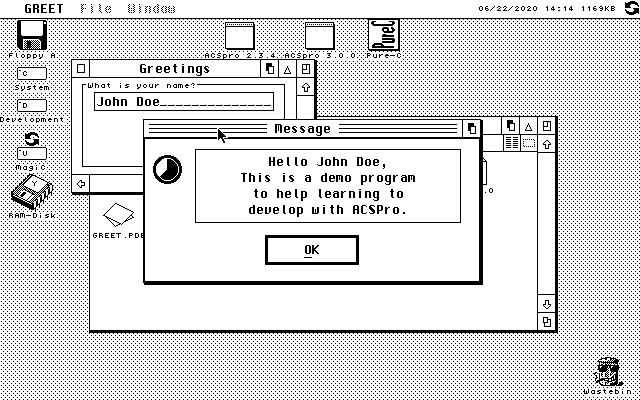 GREET File Window 06/22/2020 14:14 1169KB
Floppy A
ACSpro 2.3.4
ACSpro 3.0.0
Pure-C
PureC
Greetings
What is your name?
John Doe______________
C
System
D
Development
U
MagiC
RAM-Disk
Message
Hello John Doe,
This is a demo program
to help learning to
develop with ACSPro.
OK
GREET.PDB
.0
Wastebin